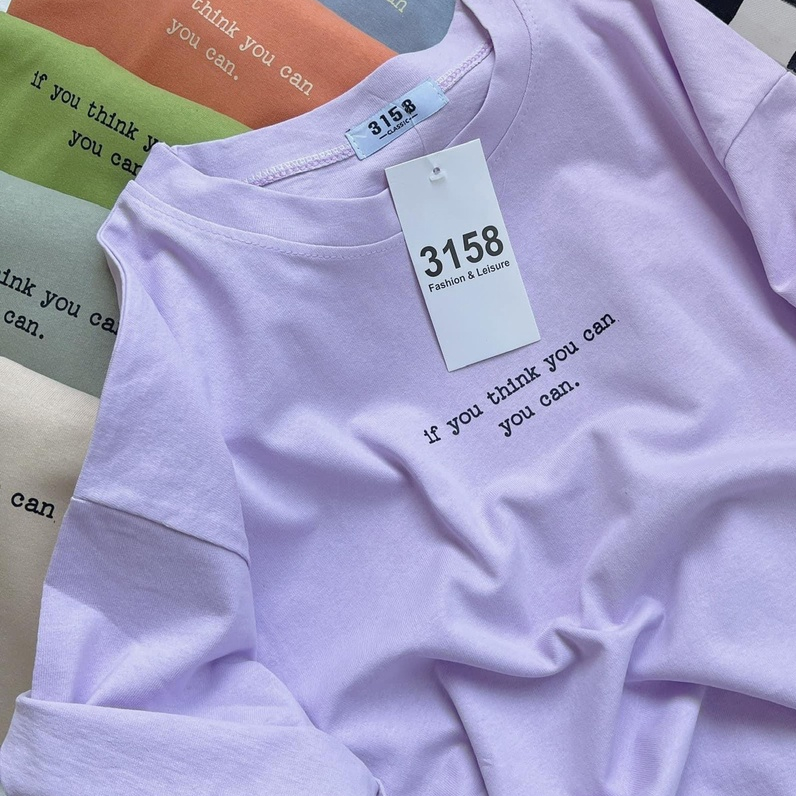 an
think you can
you can.
if you think y
you can
ink you ca
can.
can.
3158
CLASSIC
3158
Fashion & Leisure
if you think you can
you can.